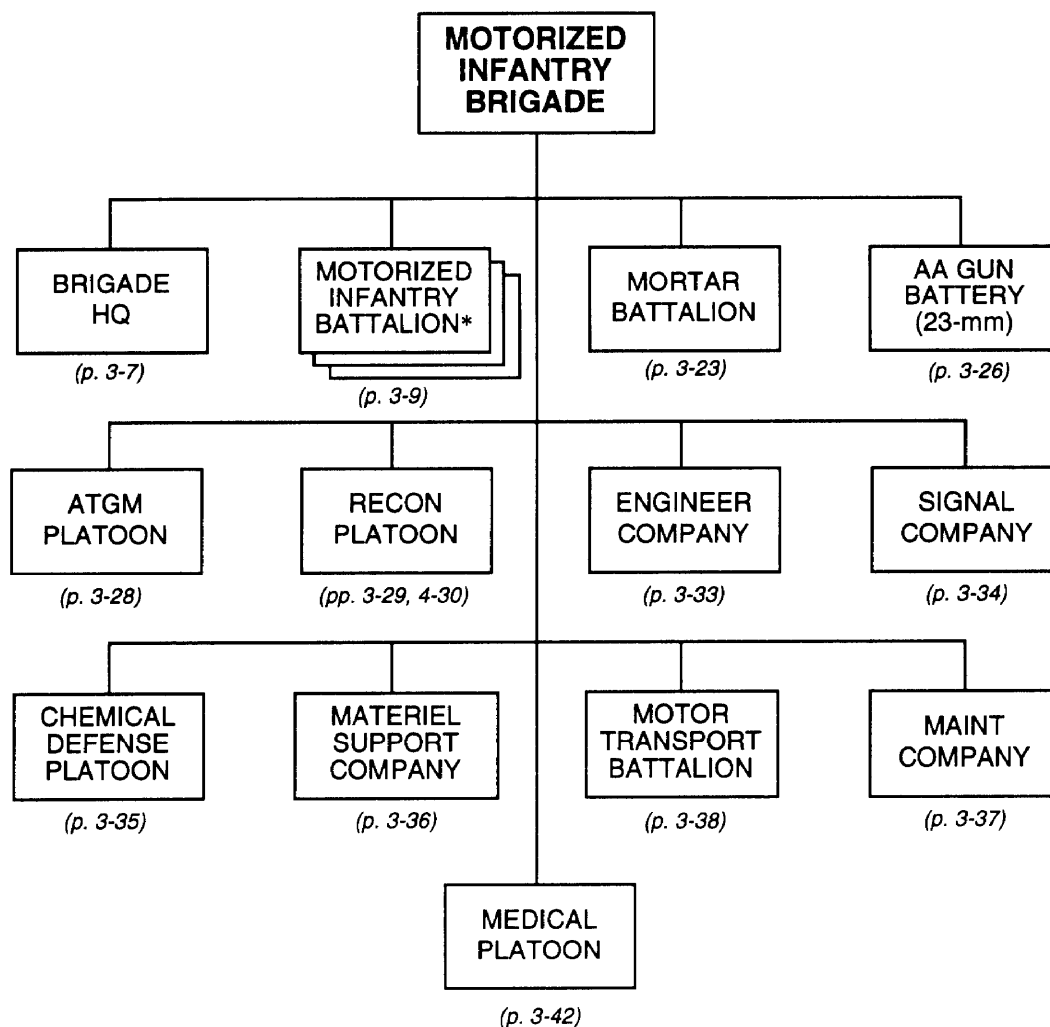 MOTORIZED
INFANTRY
BRIGADE
BRIGADE
HQ
(p. 3-7)
MOTORIZED
INFANTRY
BATTALION*
(p. 3-9)
MORTAR
BATTALION
(p. 3-23)
AA GUN
BATTERY
(23-mm)
(p. 3-26)
ATGM
PLATOON
(p. 3-28)
RECON
PLATOON
(pp. 3-29, 4-30)
ENGINEER
COMPANY
(p. 3-33)
SIGNAL
COMPANY
(p. 3-34)
CHEMICAL
DEFENSE
PLATOON
(p. 3-35)
MATERIEL
SUPPORT
COMPANY
(p. 3-36)
MOTOR
TRANSPORT
BATTALION
(p. 3-38)
MAINT
COMPANY
(p. 3-37)
MEDICAL
PLATOON
(p. 3-42)